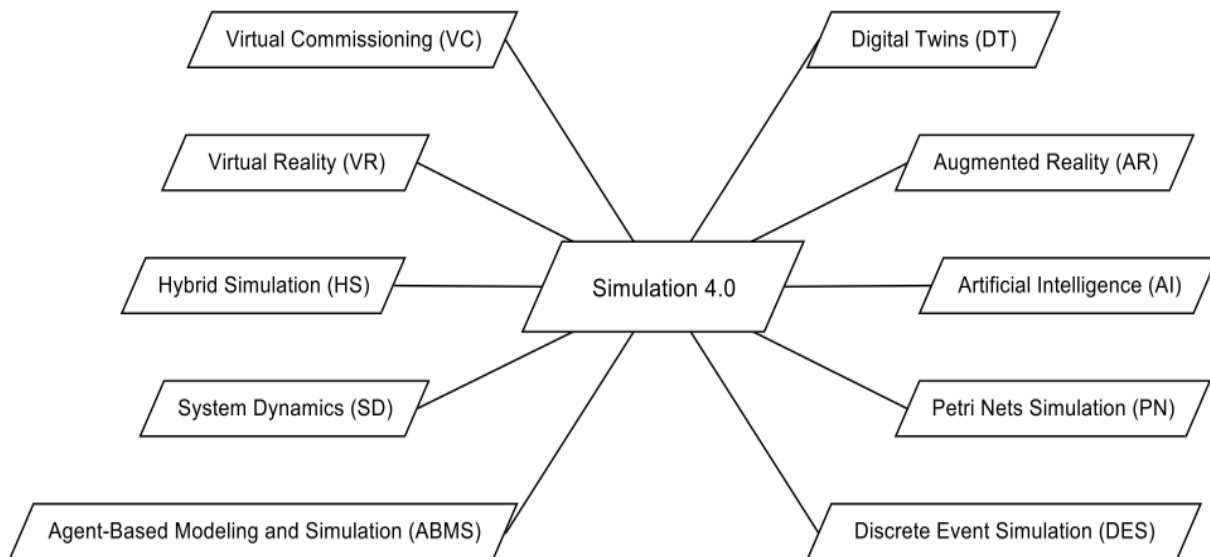 Virtual Commissioning (VC)
Digital Twins (DT)
Virtual Reality (VR)
Augmented Reality (AR)
Hybrid Simulation (HS)
Simulation 4.0
Artificial Intelligence (AI)
System Dynamics (SD)
Petri Nets Simulation (PN)
Agent-Based Modeling and Simulation (ABMS)
Discrete Event Simulation (DES)